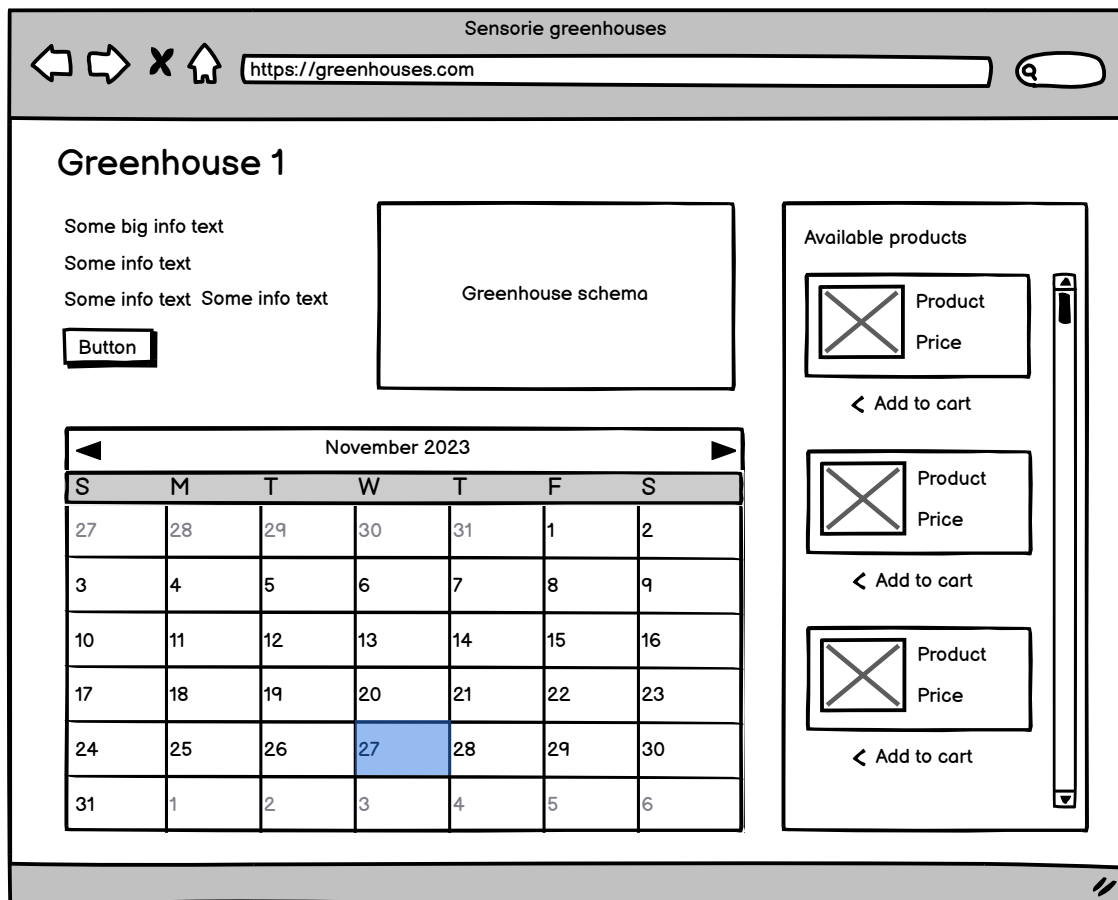 Sensorie greenhouses
https://greenhouses.com
Greenhouse 1
Some big info text
Some info text
Some info text Some info text
Button
Greenhouse schema
November 2023
S M T W T F S
27 28 29 30 31 1 2
3 4 5 6 7 8 9
10 11 12 13 14 15 16
17 18 19 20 21 22 23
24 25 26 27 28 29 30
31 1 2 3 4 5 6
Available products
Product
Price
Add to cart
Product
Price
Add to cart
Product
Price
Add to cart